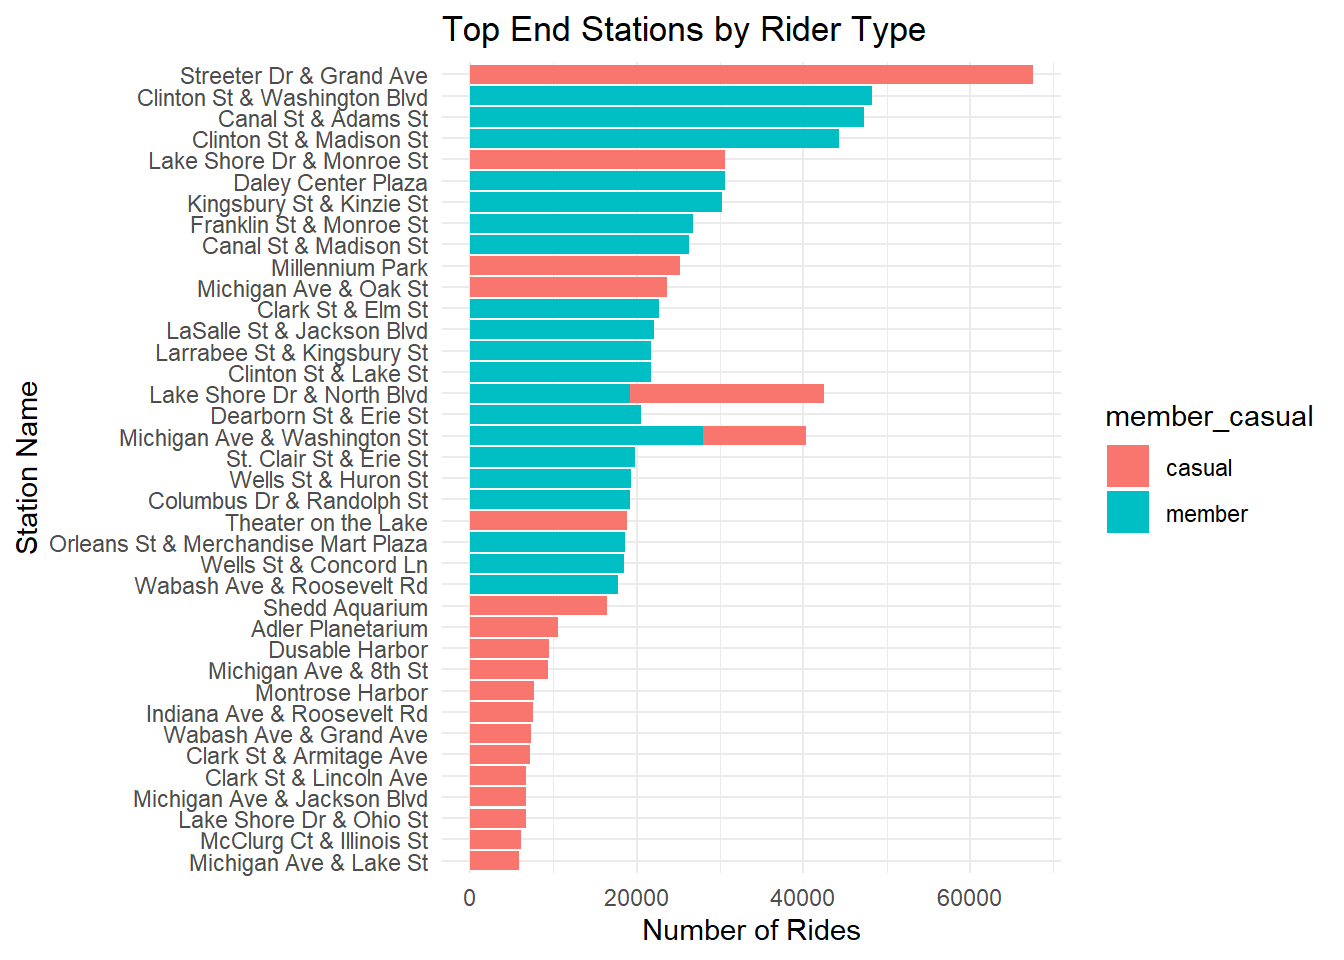 Top End Stations by Rider Type
Streeter Dr & Grand Ave
Clinton St & Washington Blvd
Canal St & Adams St
Clinton St & Madison St
Lake Shore Dr & Monroe St
Daley Center Plaza
Kingsbury St & Kinzie St
Franklin St & Monroe St
Canal St & Madison St
Millennium Park
Michigan Ave & Oak St
Clark St & Elm St
LaSalle St & Jackson Blvd
Larrabee St & Kingsbury St
Clinton St & Lake St
Lake Shore Dr & North Blvd
Dearborn St & Erie St
Michigan Ave & Washington St
St. Clair St & Erie St
Wells St & Huron St
Columbus Dr & Randolph St
Theater on the Lake
Orleans St & Merchandise Mart Plaza
Wells St & Concord Ln
Wabash Ave & Roosevelt Rd
Shedd Aquarium
Adler Planetarium
Dusable Harbor
Michigan Ave & 8th St
Montrose Harbor
Indiana Ave & Roosevelt Rd
Wabash Ave & Grand Ave
Clark St & Armitage Ave
Clark St & Lincoln Ave
Michigan Ave & Jackson Blvd
Lake Shore Dr & Ohio St
McClurg Ct & Illinois St
Michigan Ave & Lake St
Station Name
0 20000 40000 60000
Number of Rides
member_casual
casual
member